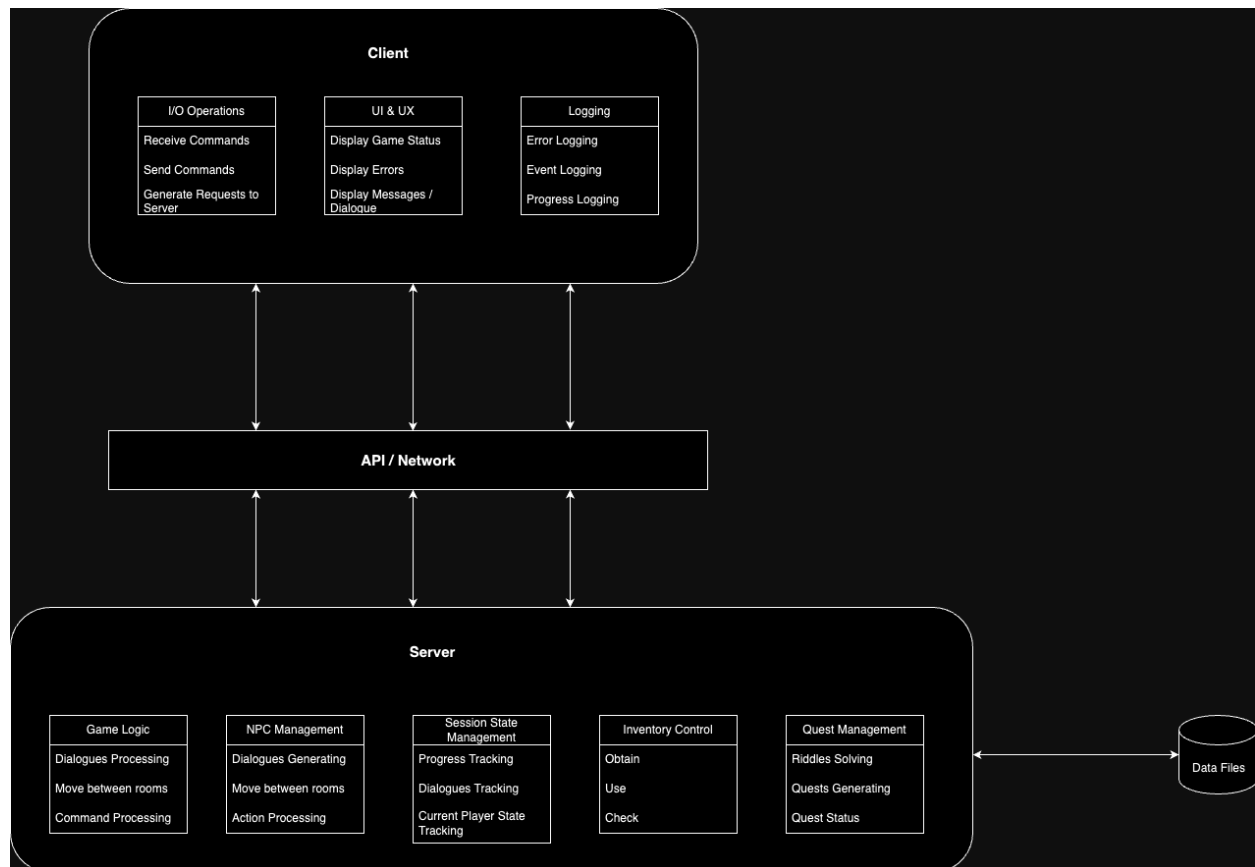 Client
I/O Operations
Receive Commands
Send Commands
Generate Requests to
Server
UI & UX
Display Game Status
Display Errors
Display Messages /
Dialogue
Logging
Error Logging
Event Logging
Progress Logging
API / Network
Server
Game Logic
Dialogues Processing
Move between rooms
Command Processing
NPC Management
Dialogues Generating
Move between rooms
Action Processing
Session State
Management
Progress Tracking
Dialogues Tracking
Current Player State
Tracking
Inventory Control
Obtain
Use
Check
Quest Management
Riddles Solving
Quests Generating
Quest Status
Data Files